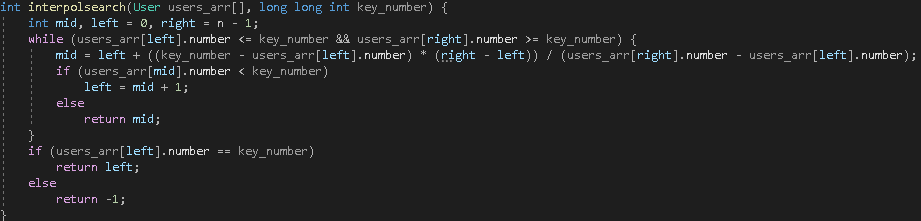 int interpolsearch(User users_arr[], long long int key_number) {
    int mid, left = 0, right = n - 1;
    while (users_arr[left].number <= key_number && users_arr[right].number >= key_number) {
        mid = left + ((key_number - users_arr[left].number) * (right - left)) / (users_arr[right].number - users_arr[left].number);
        if (users_arr[mid].number < key_number)
            left = mid + 1;
        else
            return mid;
    }
    if (users_arr[left].number == key_number)
        return left;
    else
        return -1;
}